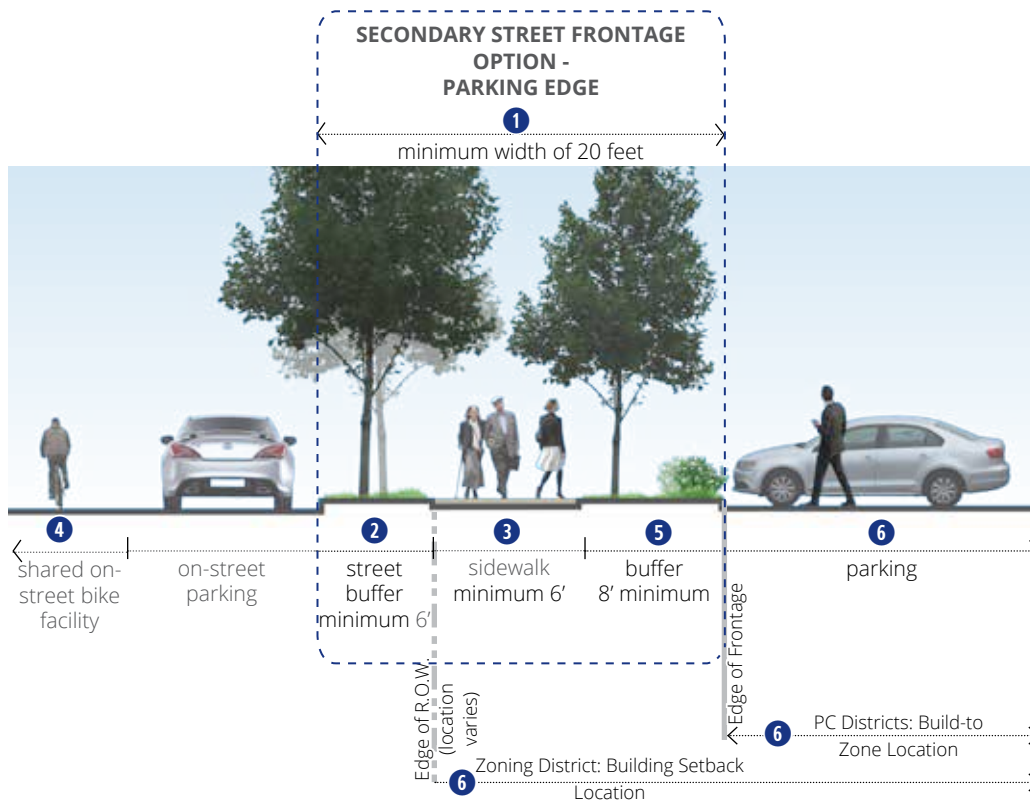 SECONDARY STREET FRONTAGE
OPTION -
PARKING EDGE
1
minimum width of 20 feet
4
2
3
5
6
shared on-
street bike
facility
on-street
parking
street
buffer
minimum 6'
sidewalk
minimum 6'
buffer
8' minimum
parking
Edge of R.O.W.
(location
varies)
Edge of Frontage
6
PC Districts: Build-to
Zone Location
6
Zoning District: Building Setback
Location